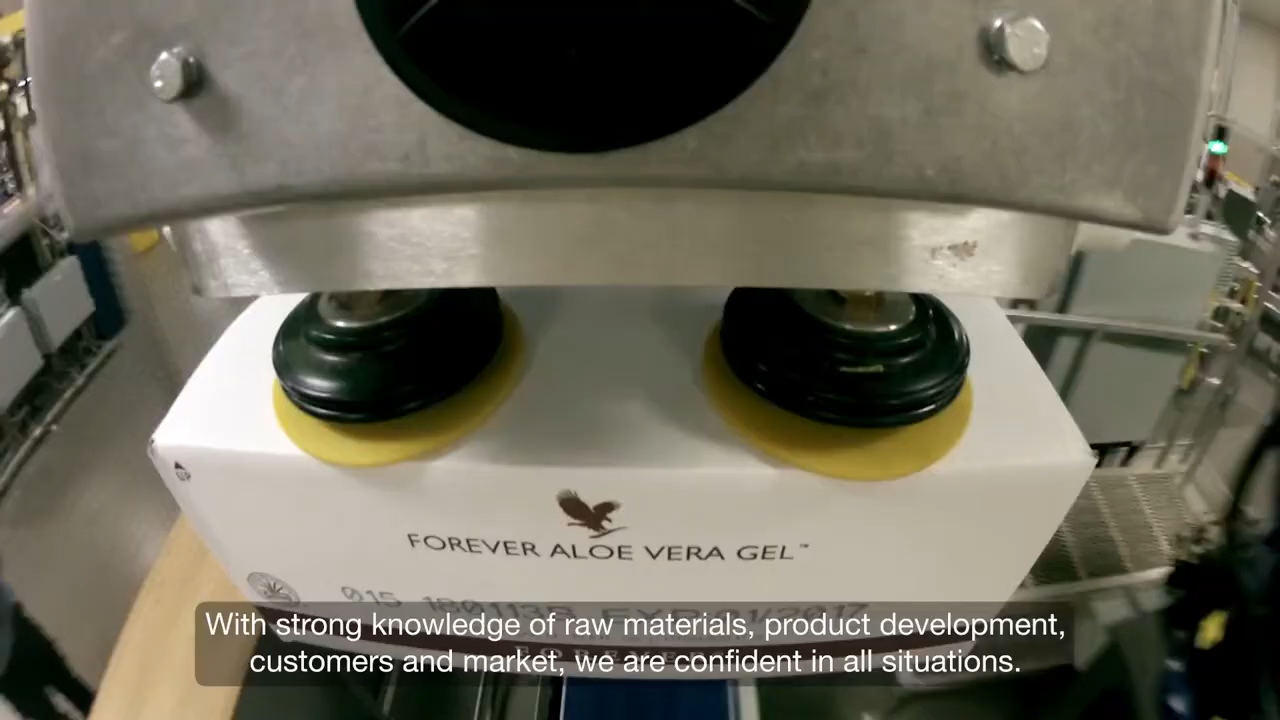 FOREVER ALOE VERA GEL™
With strong knowledge of raw materials, product development,
customers and market, we are confident in all situations.